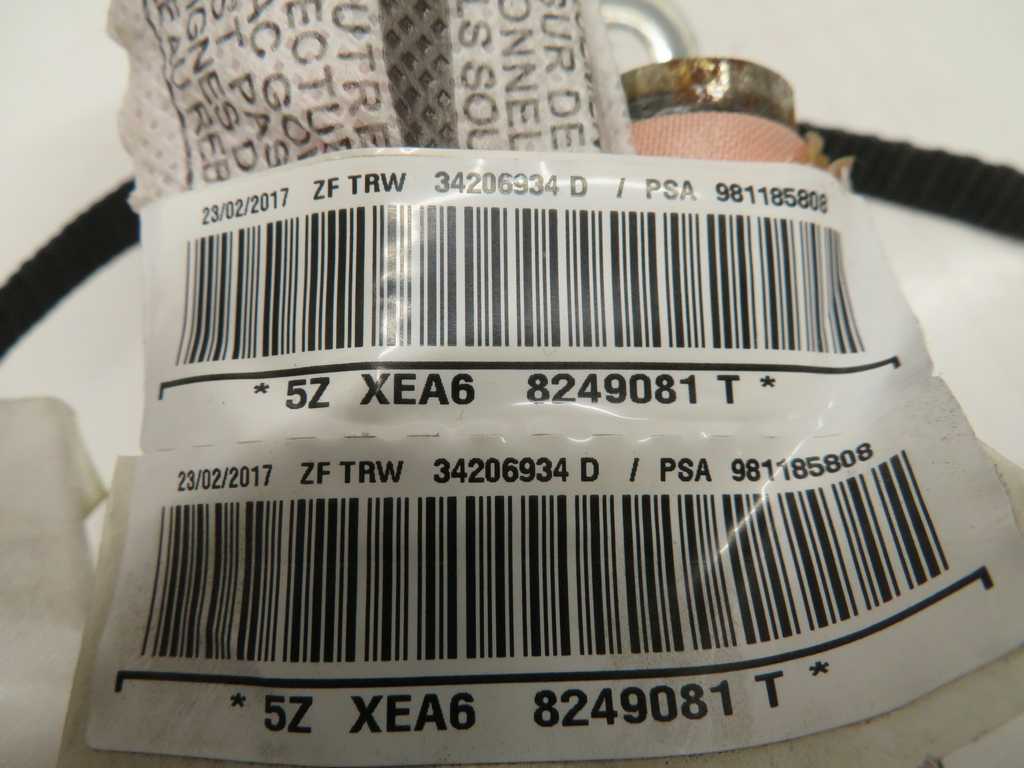 23/02/2017 ZF TRW 34206934 D / PSA 981185808
* 5Z XEA6 8249081 T *
23/02/2017 ZF TRW 34206934 D / PSA 981185808
* 5Z XEA6 8249081 T *